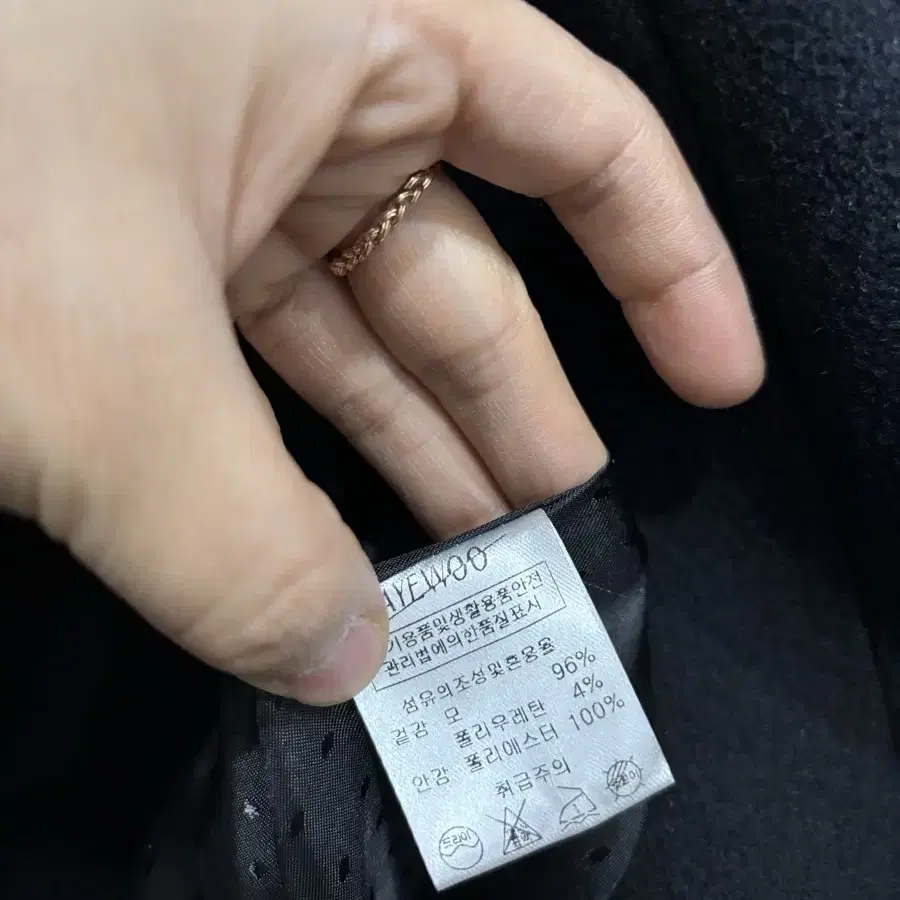 AYEWOO
기용품및생활용품안전
관리법에의한품질표시
섬유의조성및혼용율
겉감 모 96%
폴리우레탄 4%
안감 폴리에스터 100%
취급주의
드라이